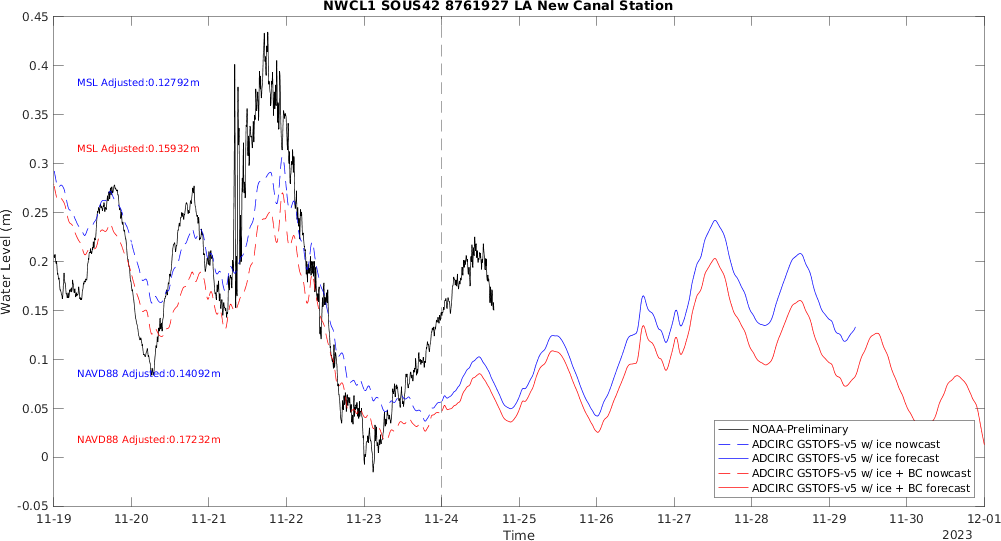 NWCL1 SOUS42 8761927 LA New Canal Station
0.45
0.4
0.35
0.3
0.25
0.2
0.15
0.1
0.05
0
-0.05
Water Level (m)
MSL Adjusted:0.12792m
MSL Adjusted:0.15932m
NAVD88 Adjusted:0.14092m
NAVD88 Adjusted:0.17232m
NOAA-Preliminary
ADCIRC GSTOFS-v5 w/ ice nowcast
ADCIRC GSTOFS-v5 w/ ice forecast
ADCIRC GSTOFS-v5 w/ ice + BC nowcast
ADCIRC GSTOFS-v5 w/ ice + BC forecast
11-19 11-20 11-21 11-22 11-23 11-24 11-25 11-26 11-27 11-28 11-29 11-30 12-01
Time
2023